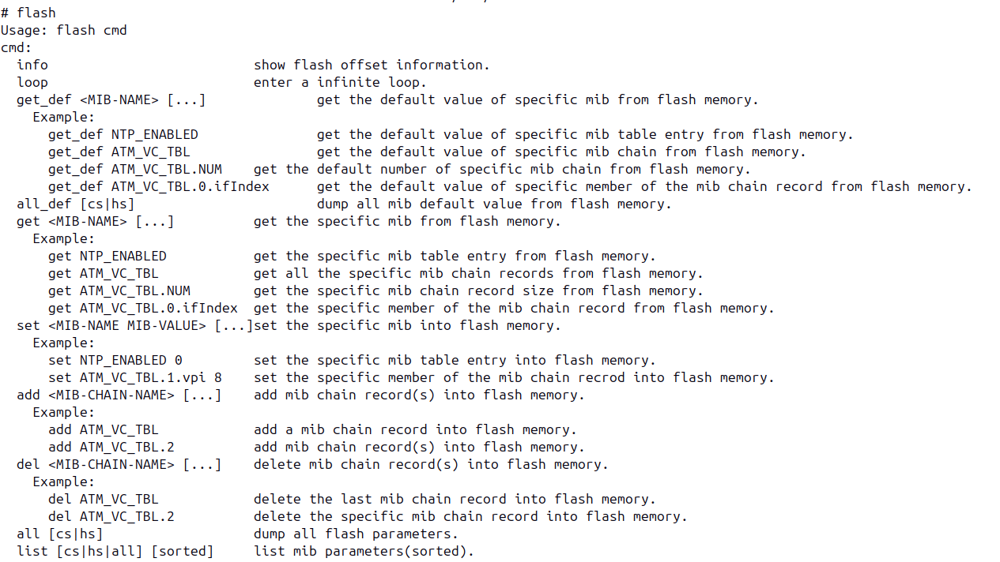 # flash
Usage: flash cmd
cmd:
  info                          show flash offset information.
  loop                          enter a infinite loop.
  get_def <MIB-NAME> [...]              get the default value of specific mib from flash memory.
    Example:
      get_def NTP_ENABLED               get the default value of specific mib table entry from flash memory.
      get_def ATM_VC_TBL                get the default value of specific mib chain from flash memory.
      get_def ATM_VC_TBL.NUM    get the default number of specific mib chain from flash memory.
      get_def ATM_VC_TBL.0.ifIndex      get the default value of specific member of the mib chain record from flash memory.
  all_def [cs|hs]                       dump all mib default value from flash memory.
  get <MIB-NAME> [...]          get the specific mib from flash memory.
    Example:
      get NTP_ENABLED           get the specific mib table entry from flash memory.
      get ATM_VC_TBL            get all the specific mib chain records from flash memory.
      get ATM_VC_TBL.NUM        get the specific mib chain record size from flash memory.
      get ATM_VC_TBL.0.ifIndex  get the specific member of the mib chain record from flash memory.
  set <MIB-NAME MIB-VALUE> [...]set the specific mib into flash memory.
    Example:
      set NTP_ENABLED 0         set the specific mib table entry into flash memory.
      set ATM_VC_TBL.1.vpi 8    set the specific member of the mib chain recrod into flash memory.
  add <MIB-CHAIN-NAME> [...]    add mib chain record(s) into flash memory.
    Example:
      add ATM_VC_TBL            add a mib chain record into flash memory.
      add ATM_VC_TBL.2          add mib chain record(s) into flash memory.
  del <MIB-CHAIN-NAME> [...]    delete mib chain record(s) into flash memory.
    Example:
      del ATM_VC_TBL            delete the last mib chain record into flash memory.
      del ATM_VC_TBL.2          delete the specific mib chain record into flash memory.
  all [cs|hs]                   dump all flash parameters.
  list [cs|hs|all] [sorted]     list mib parameters(sorted).